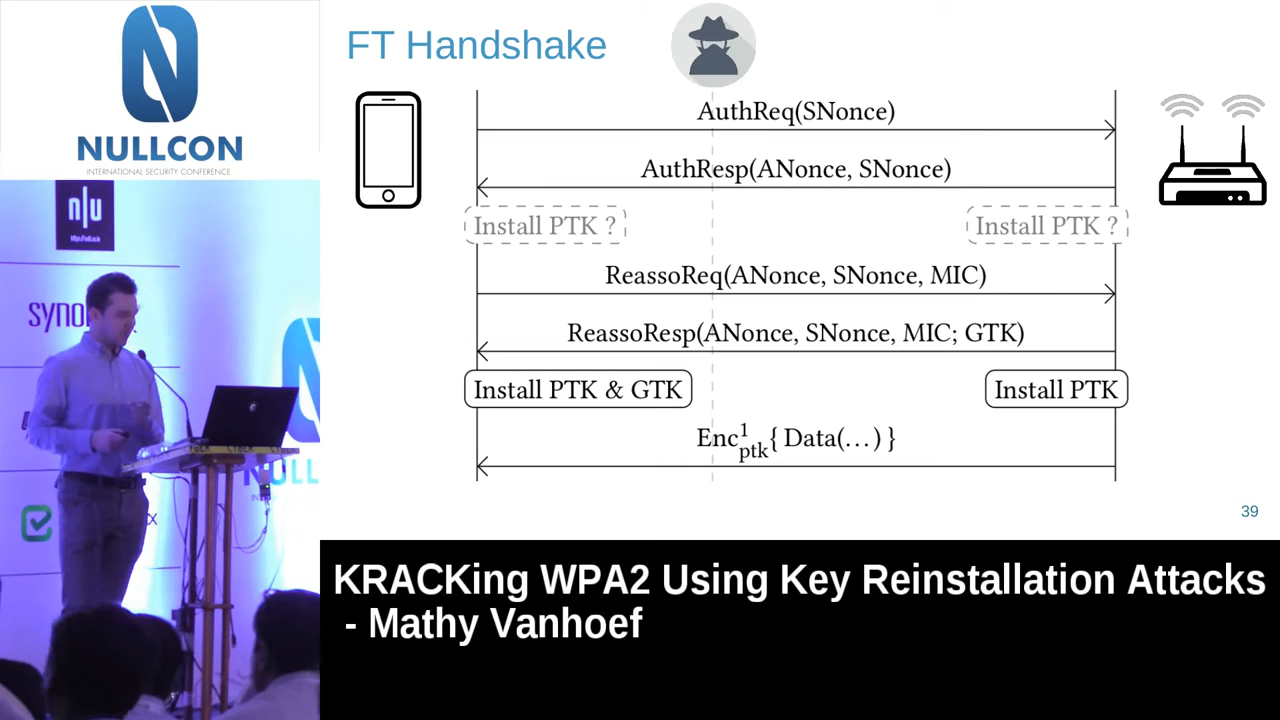 NULLCON
INTERNATIONAL SECURITY CONFERENCE
n|u
SYNO
X
FT Handshake
AuthReq(SNonce)
AuthResp(ANonce, SNonce)
Install PTK ?
Install PTK ?
ReassoReq(ANonce, SNonce, MIC)
ReassoResp(ANonce, SNonce, MIC; GTK)
Install PTK & GTK
Install PTK
Enc¹ₚₜₖ{ Data(…) }
39
KRACKing WPA2 Using Key Reinstallation Attacks
- Mathy Vanhoef